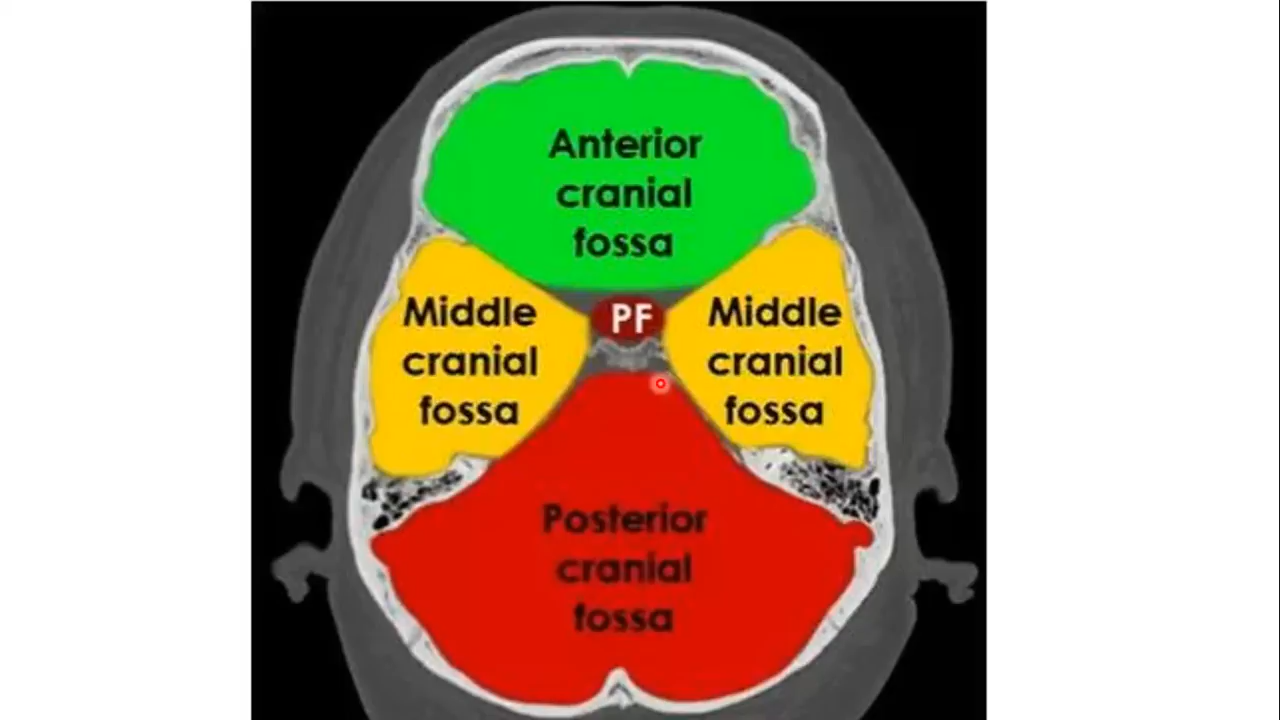 Anterior
cranial
fossa
Middle
cranial
fossa
PF
Middle
cranial
fossa
Posterior
cranial
fossa